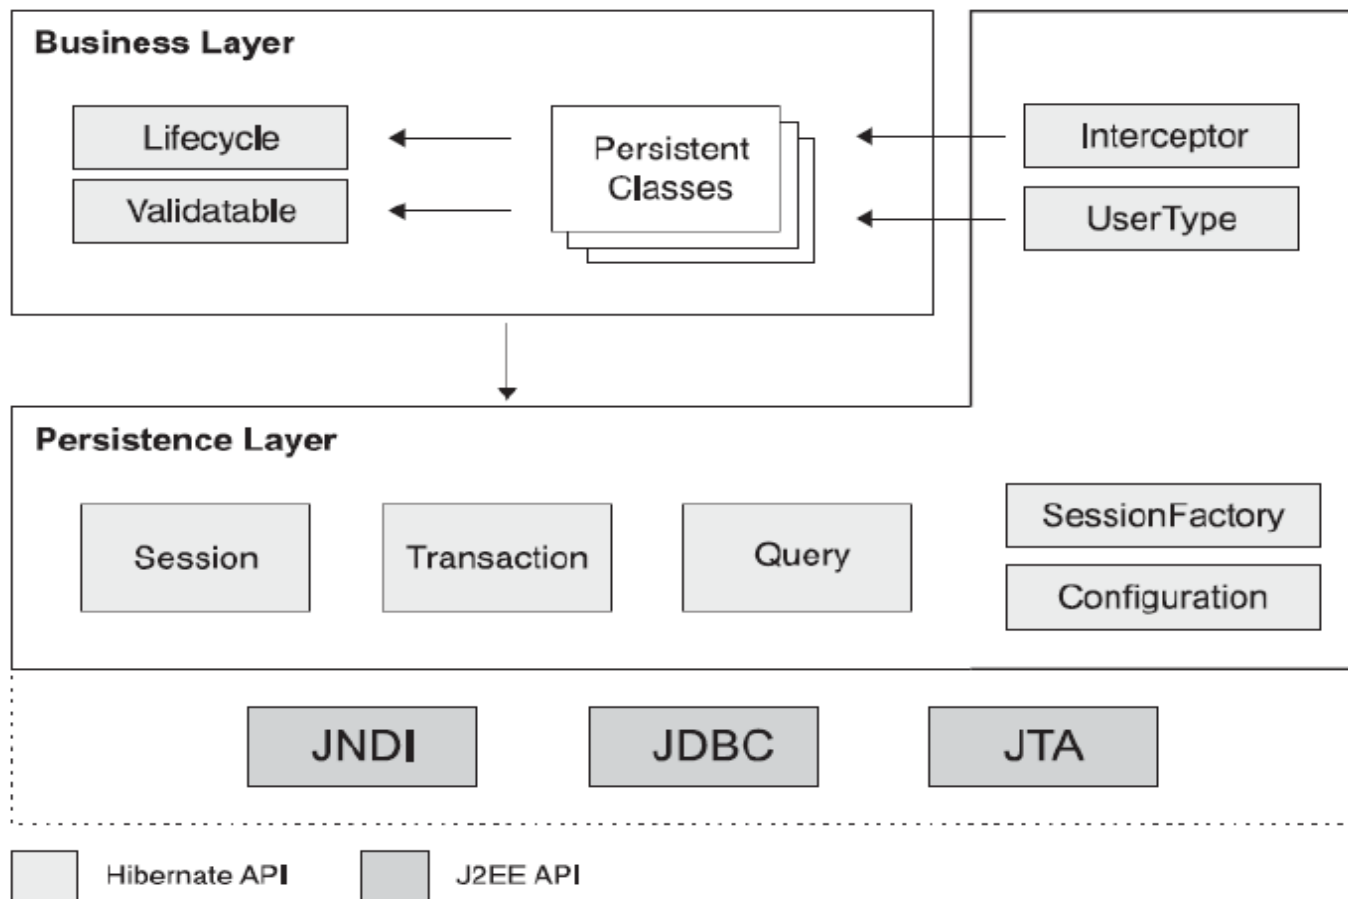 Business Layer
Lifecycle
Validatable
Persistent
Classes
Interceptor
UserType
Persistence Layer
Session
Transaction
Query
SessionFactory
Configuration
JNDI
JDBC
JTA
Hibernate API
J2EE API